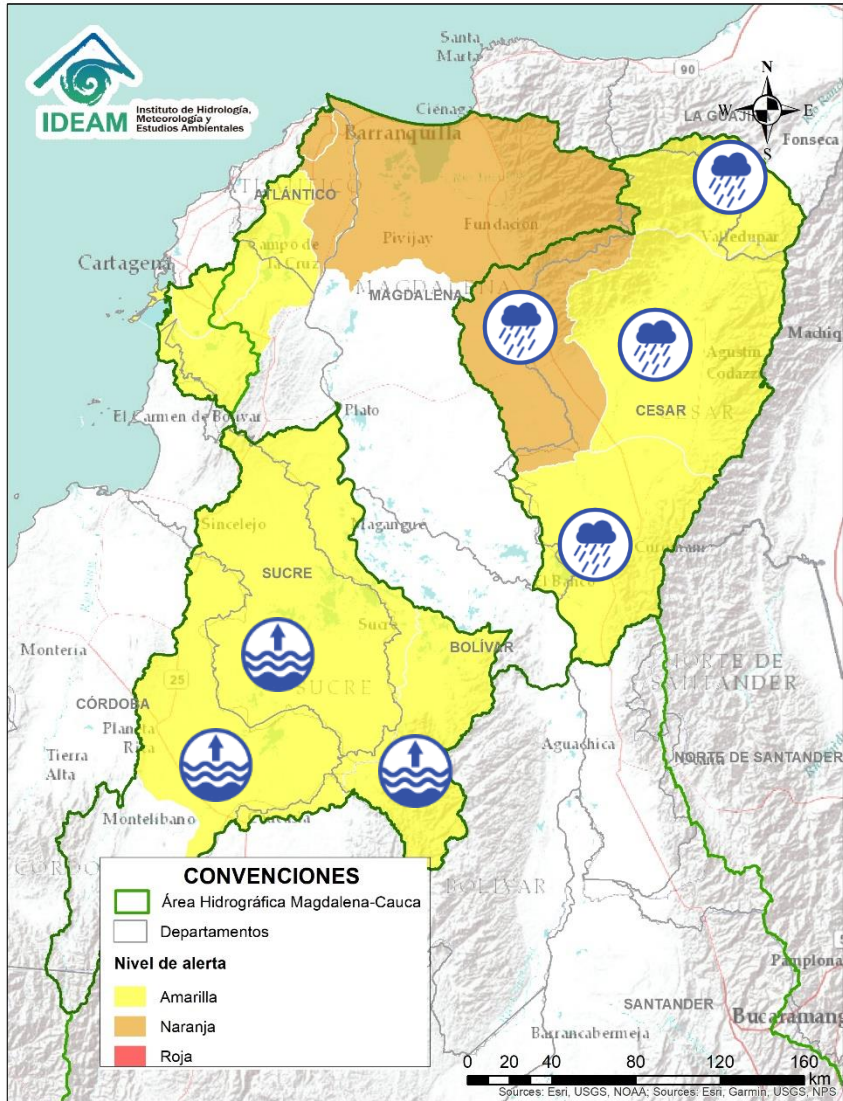 IDEAM
Instituto de Hidrología,
Meteorología y
Estudios Ambientales
Santa
Marta
90
N
W
E
S
LA GUAJIRA
Fonseca
Ciénaga
Barranquilla
ATLÁNTICO
Fundación
Pivijay
Valledupar
Campo de
la Cruz
Cartagena
MAGDALENA
Machiq
Agustín
Codazzi
CESAR
CESAR
El Carmen de Bolívar
Plato
Sincelejo
Magangue
Curumaní
El Banco
SUCRE
Sucre
BOLÍVAR
Montería
25
SUCRE
NORTE DE
SANTANDER
CÓRDOBA
Planeta
Rica
Tierra
Alta
Aguachica
NORTE DE SANTANDER
Montelíbano
BOLÍVAR
CONVENCIONES
Área Hidrográfica Magdalena-Cauca
Departamentos
Nivel de alerta
Amarilla
Naranja
Roja
Pamplona
SANTANDER
Bucaramang
Barrancabermeja
0 20 40 80 120 160
km
Sources: Esri, USGS, NOAA; Sources: Esri, Garmin, USGS, NPS